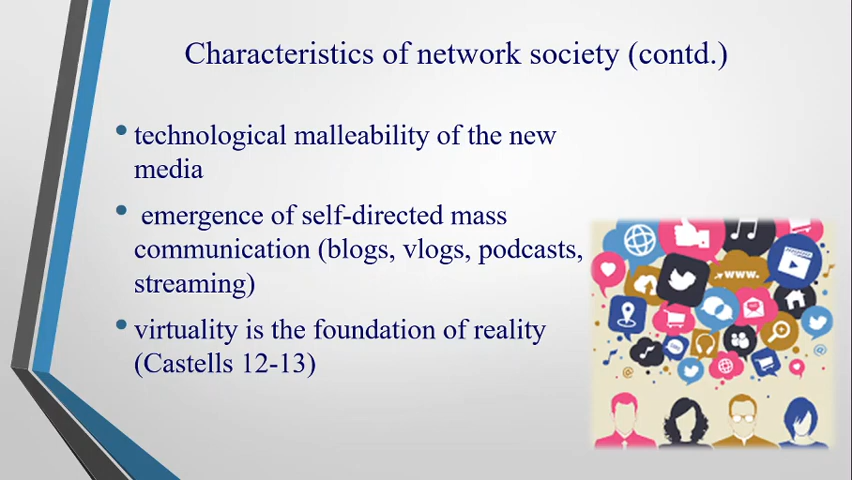 Characteristics of network society (contd.)
• technological malleability of the new
media
• emergence of self-directed mass
communication (blogs, vlogs, podcasts,
streaming)
• virtuality is the foundation of reality
(Castells 12-13)
www.